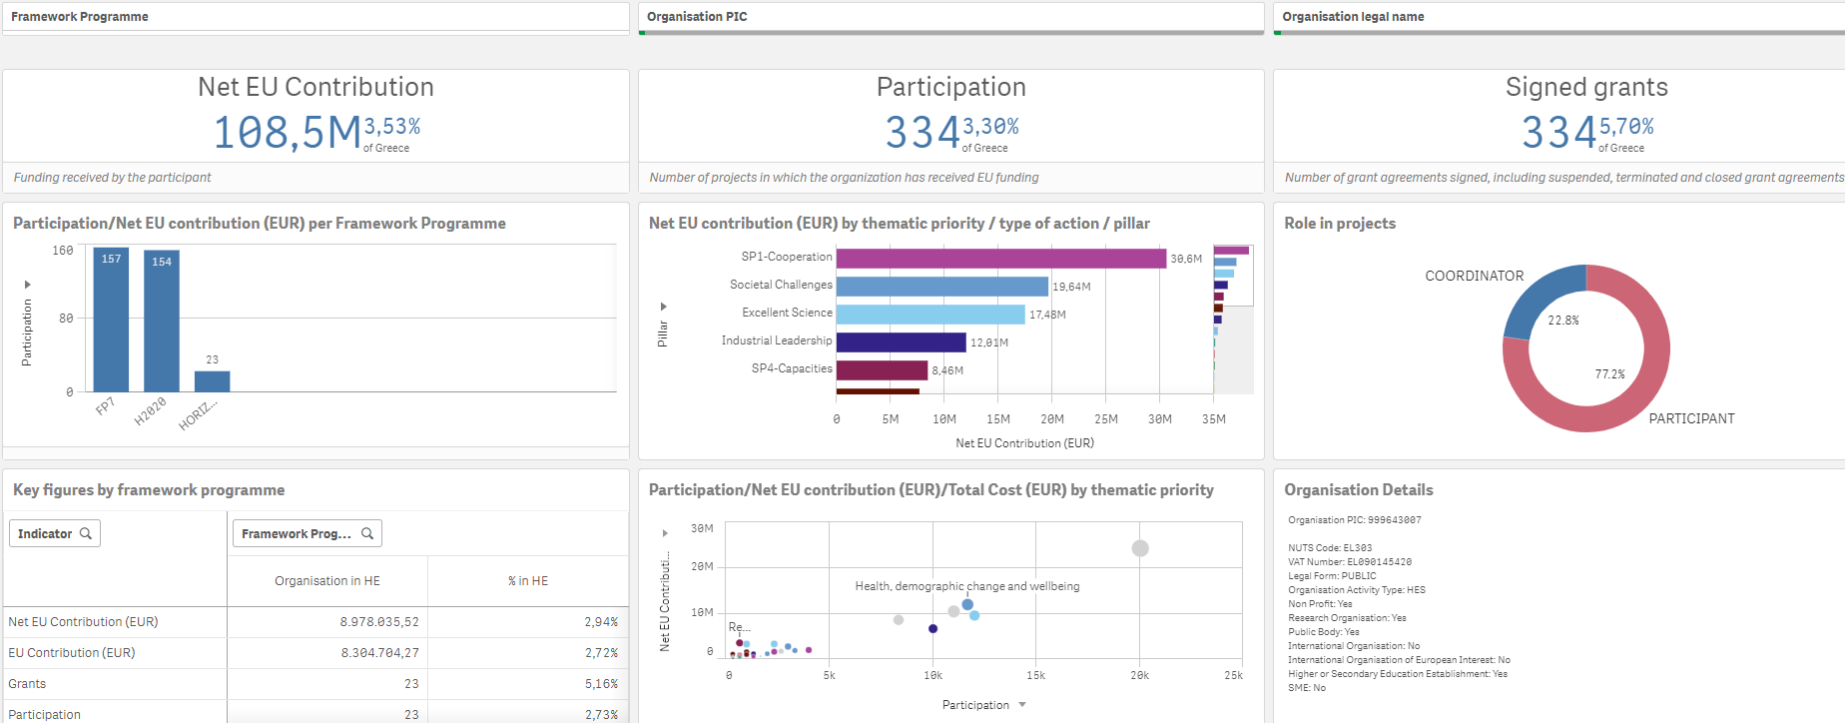 Framework Programme
Organisation PIC
Organisation legal name
Net EU Contribution
108,5M 3,53%
of Greece
Funding received by the participant
Participation
334 3,30%
of Greece
Number of projects in which the organization has received EU funding
Signed grants
334 5,70%
of Greece
Number of grant agreements signed, including suspended, terminated and closed grant agreements
Participation/Net EU contribution (EUR) per Framework Programme
Participation
160
80
0
157
154
23
FP7
H2020
HORIZ...
Net EU contribution (EUR) by thematic priority / type of action / pillar
Pillar
SP1-Cooperation 30,6M
Societal Challenges 19,64M
Excellent Science 17,48M
Industrial Leadership 12,01M
SP4-Capacities 8,46M
0 5M 10M 15M 20M 25M 30M 35M
Net EU Contribution (EUR)
Role in projects
COORDINATOR
22.8%
77.2%
PARTICIPANT
Key figures by framework programme
Indicator
Framework Prog...
Organisation in HE % in HE
Net EU Contribution (EUR) 8.978.035,52 2,94%
EU Contribution (EUR) 8.304.704,27 2,72%
Grants 23 5,16%
Participation 23 2,73%
Participation/Net EU contribution (EUR)/Total Cost (EUR) by thematic priority
Net EU Contributi...
30M
20M
10M
0
Health, demographic change and wellbeing
Re...
0 5k 10k 15k 20k 25k
Participation
Organisation Details
Organisation PIC: 999643007
NUTS Code: EL303
VAT Number: EL090145420
Legal Form: PUBLIC
Organisation Activity Type: HES
Non Profit: Yes
Research Organisation: Yes
Public Body: Yes
International Organisation: No
International Organisation of European Interest: No
Higher or Secondary Education Establishment: Yes
SME: No